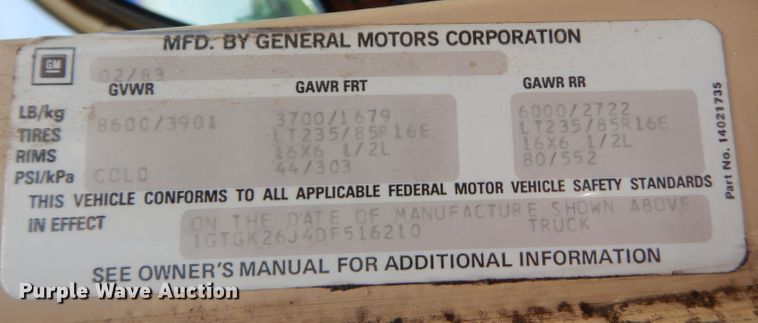 MFD. BY GENERAL MOTORS CORPORATION
GM
02/83
GVWR GAWR FRT GAWR RR
LB/kg 8600/3901 3700/1679 6000/2722
TIRES LT235/85R16E LT235/85R16E
RIMS 16X6 1/2L 16X6 1/2L
PSI/kPa COLD 44/303 80/552
THIS VEHICLE CONFORMS TO ALL APPLICABLE FEDERAL MOTOR VEHICLE SAFETY STANDARDS
IN EFFECT ON THE DATE OF MANUFACTURE SHOWN ABOVE
1GTGK26J4DF516210 TRUCK
SEE OWNER'S MANUAL FOR ADDITIONAL INFORMATION
Part No. 14021735
Purple Wave Auction